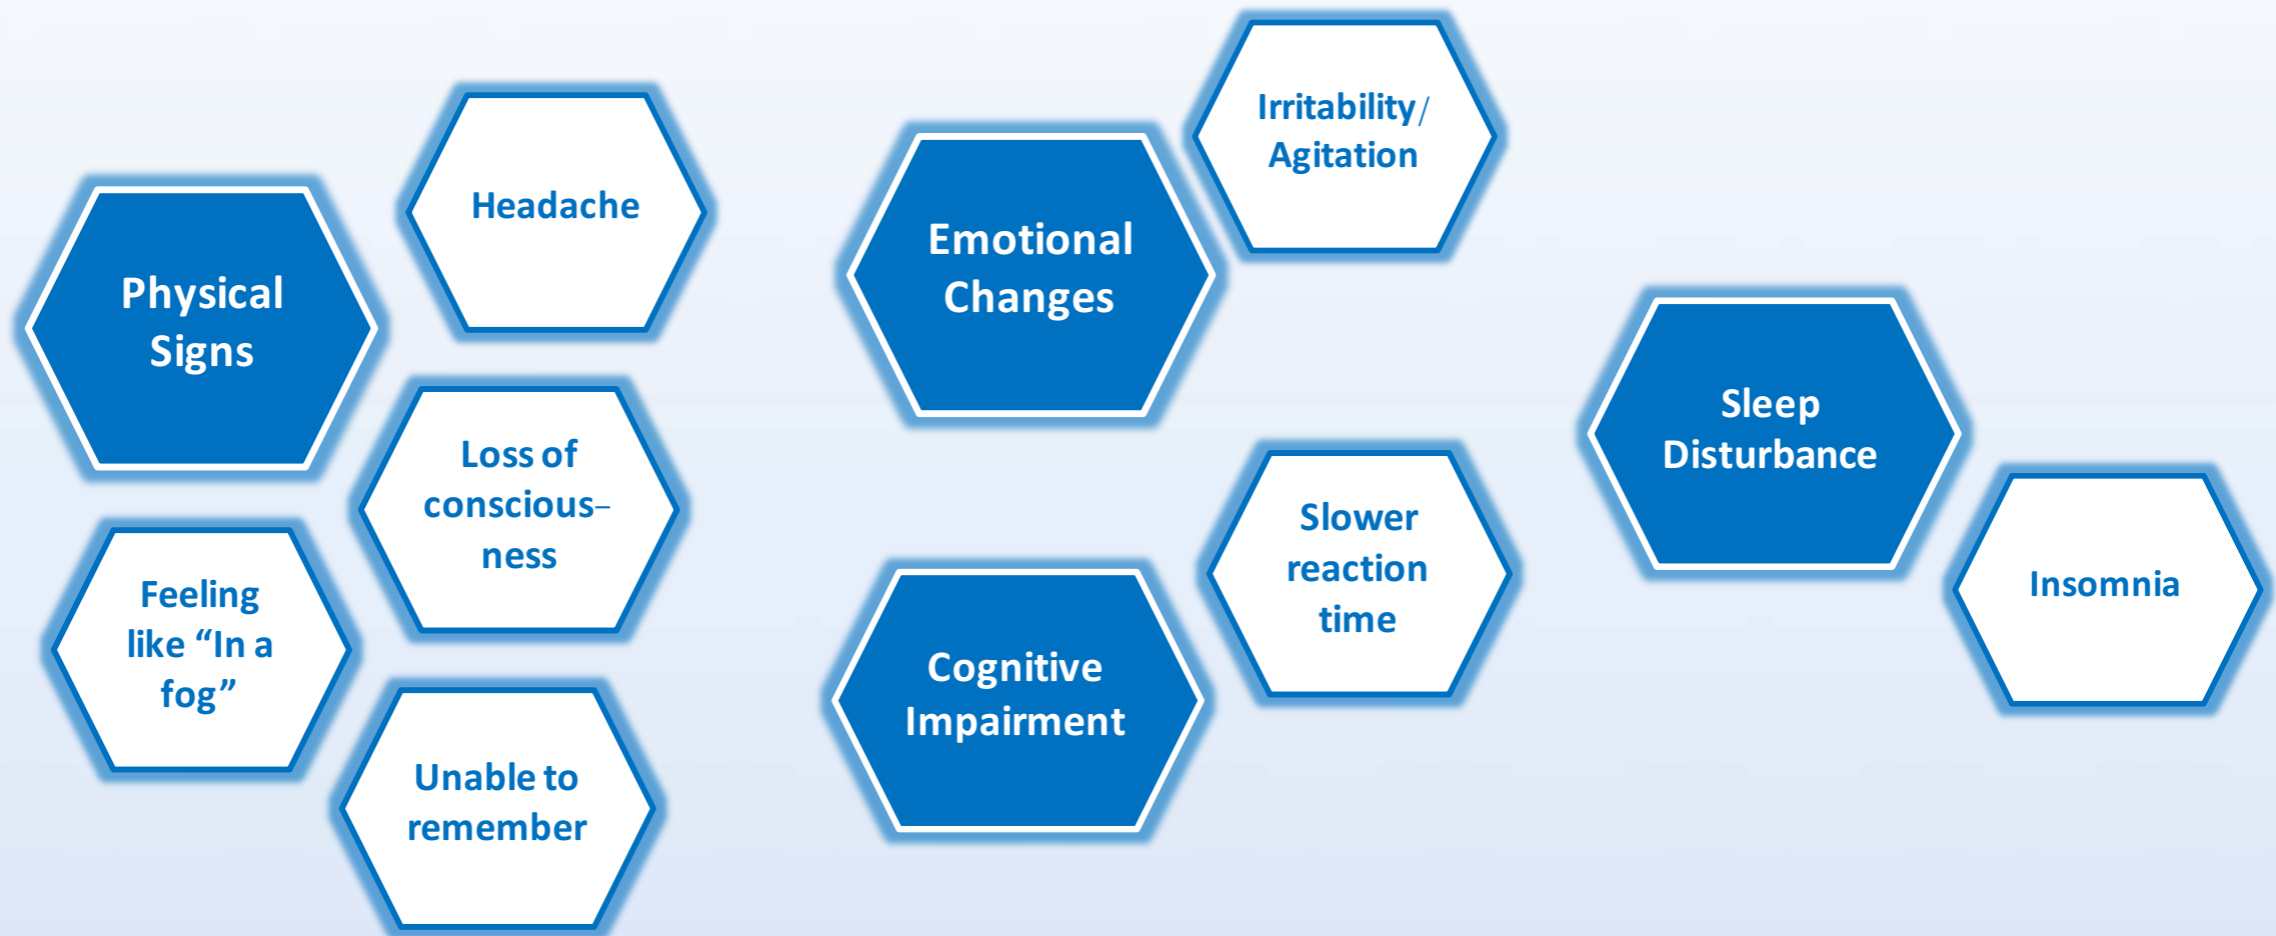 Physical
Signs
Headache
Loss of
conscious–
ness
Feeling
like “In a
fog”
Unable to
remember
Emotional
Changes
Irritability/
Agitation
Cognitive
Impairment
Slower
reaction
time
Sleep
Disturbance
Insomnia